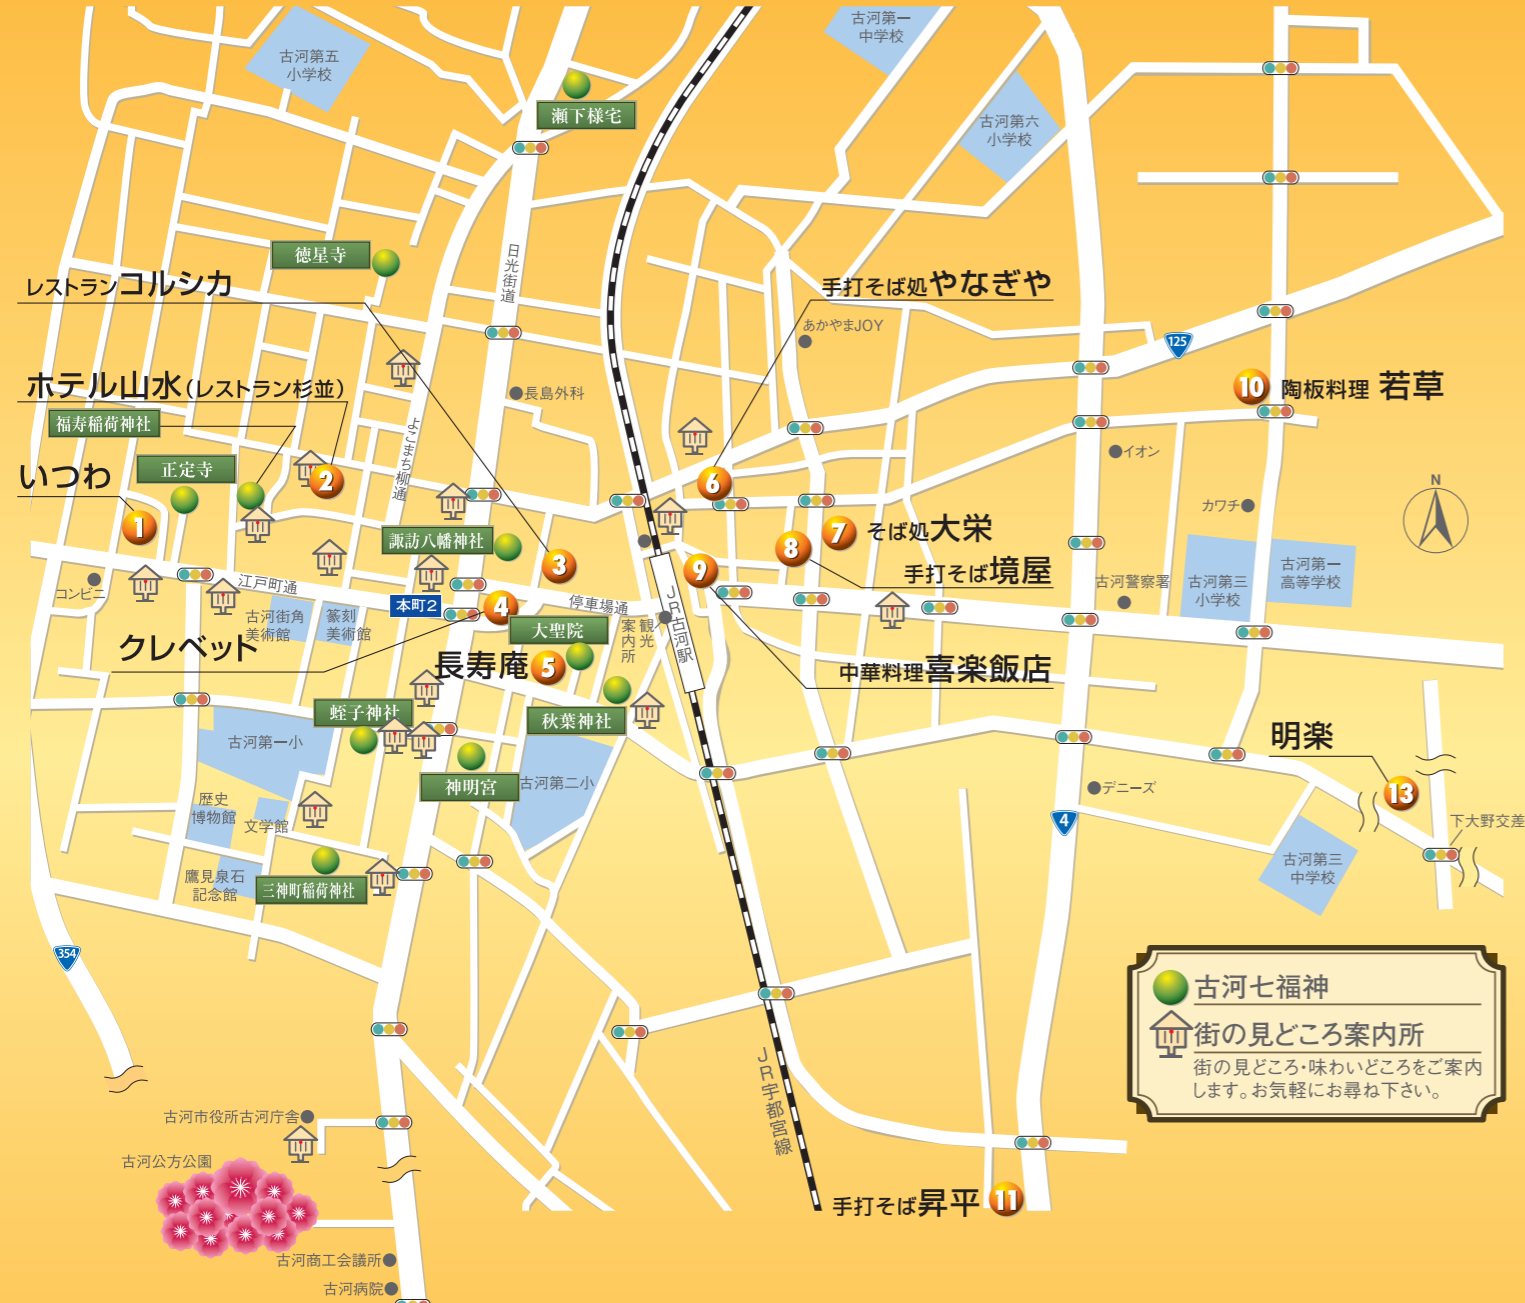 古河第五
小学校
古河第一
中学校
瀬下様宅
古河第六
小学校
徳星寺
日光街道
レストランコルシカ
手打そば処やなぎや
あかやまJOY
125
ホテル山水(レストラン杉並)
長島外科
10 陶板料理 若草
福寿稲荷神社
よこまち柳通
イオン
いつわ
正定寺
2
6
カワチ
N
1
諏訪八幡神社
3
7 そば処大栄
8
手打そば境屋
9
コンビニ
江戸町通
本町2
4
停車場通
JR古河駅
古河警察署
古河第三
小学校
古河第一
高等学校
古河街角
美術館
篆刻
美術館
大聖院
観光
案内所
クレベット
長寿庵 5
中華料理喜楽飯店
蛭子神社
秋葉神社
明楽
古河第一小
神明宮
古河第二小
デニーズ
13
歴史
博物館
文学館
4
下大野交差
鷹見泉石
記念館
三神町稲荷神社
古河第三
中学校
354
古河七福神
街の見どころ案内所
街の見どころ・味わいどころをご案内
します。お気軽にお尋ね下さい。
JR宇都宮線
古河市役所古河庁舎
古河公方公園
手打そば昇平 11
古河商工会議所
古河病院